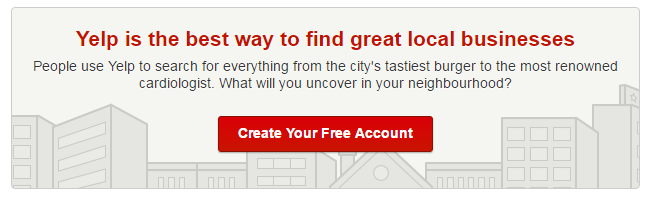 Yelp is the best way to find great local businesses
People use Yelp to search for everything from the city's tastiest burger to the most renowned
cardiologist. What will you uncover in your neighbourhood?
Create Your Free Account